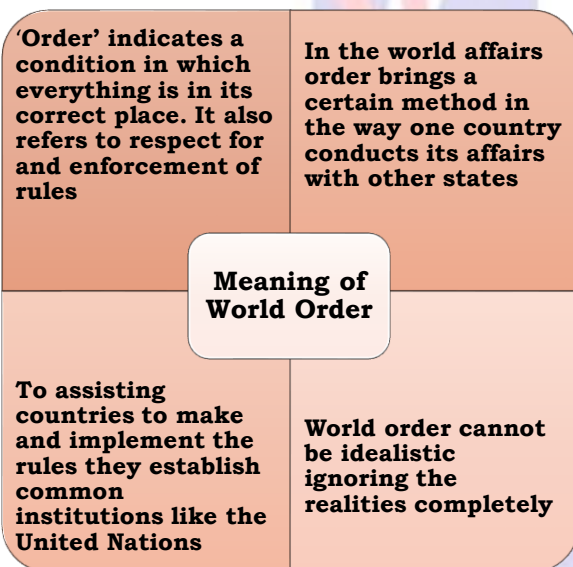 ‘Order’ indicates a
condition in which
everything is in its
correct place. It also
refers to respect for
and enforcement of
rules
In the world affairs
order brings a
certain method in
the way one country
conducts its affairs
with other states
Meaning of
World Order
To assisting
countries to make
and implement the
rules they establish
common
institutions like the
United Nations
World order cannot
be idealistic
ignoring the
realities completely